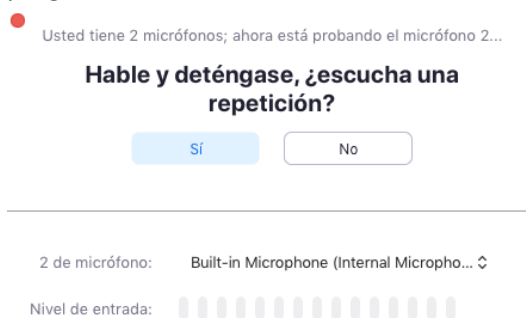 Usted tiene 2 micrófonos; ahora está probando el micrófono 2...
Hable y deténgase, ¿escucha una
repetición?
Sí
No
2 de micrófono:
Built-in Microphone (Internal Micropho...
Nivel de entrada: